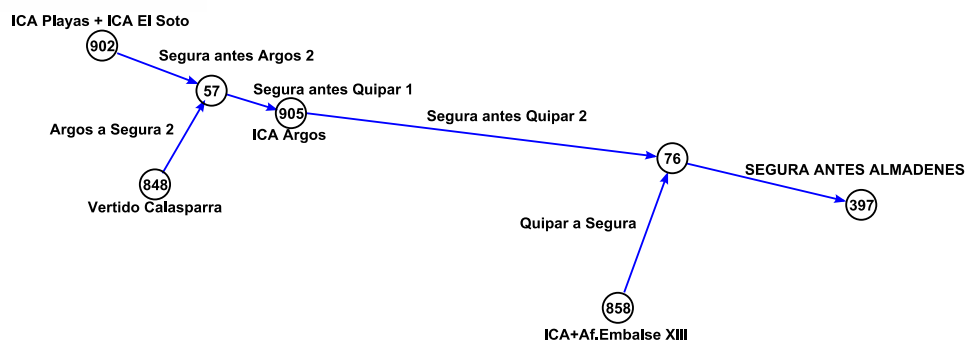 ICA Playas + ICA El Soto
902
Segura antes Argos 2
57
Segura antes Quipar 1
905
ICA Argos
Segura antes Quipar 2
Argos a Segura 2
848
Vertido Calasparra
76
SEGURA ANTES ALMADENES
397
Quipar a Segura
858
ICA+Af.Embalse XIII